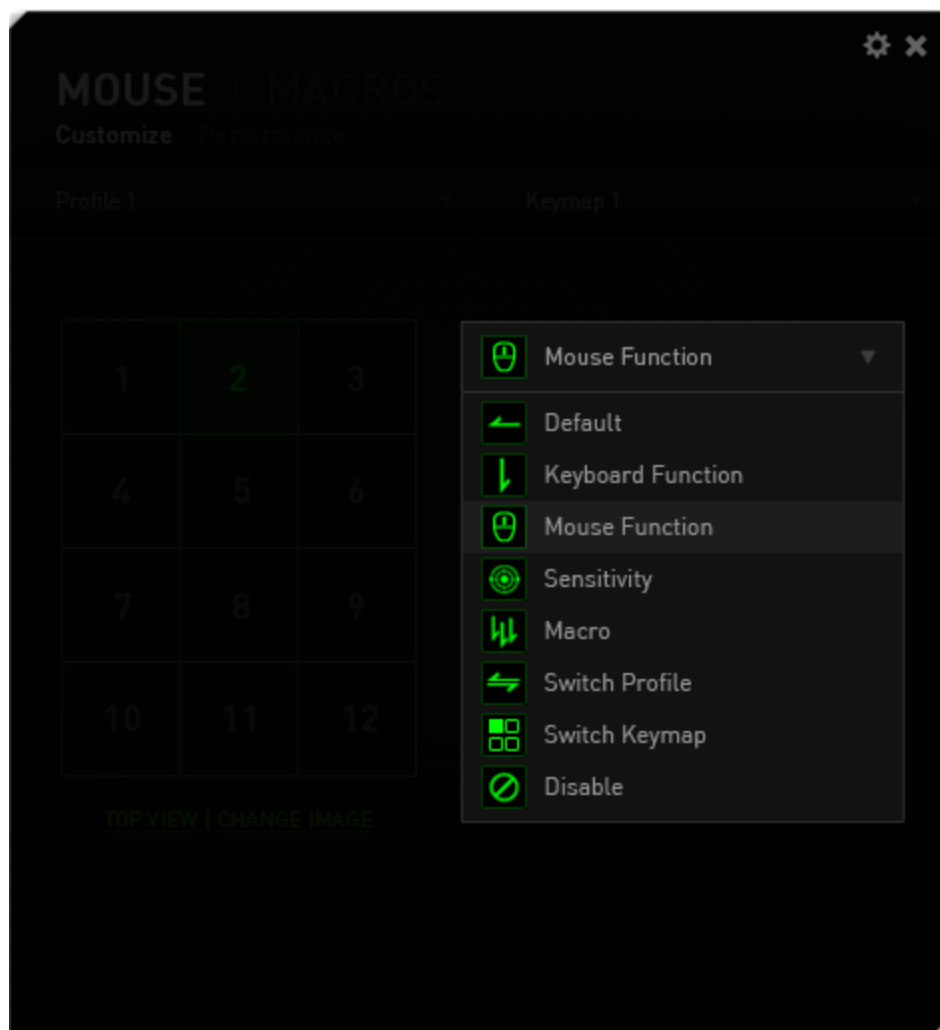 MOUSE | MACROS
Customize Performance
Profile 1 Keymap 1
1 2 3
4 5 6
7 8 9
10 11 12
TOP VIEW | CHANGE IMAGE
Mouse Function
Default
Keyboard Function
Mouse Function
Sensitivity
Macro
Switch Profile
Switch Keymap
Disable